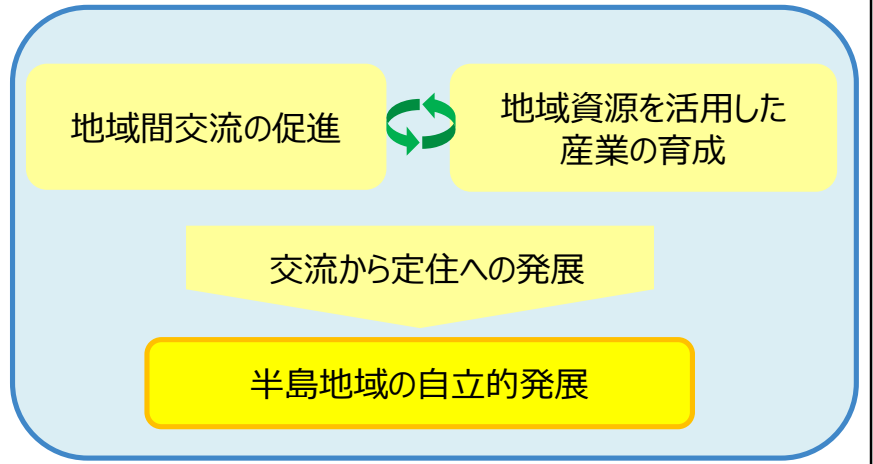 地域間交流の促進
地域資源を活用した
産業の育成
交流から定住への発展
半島地域の自立的発展